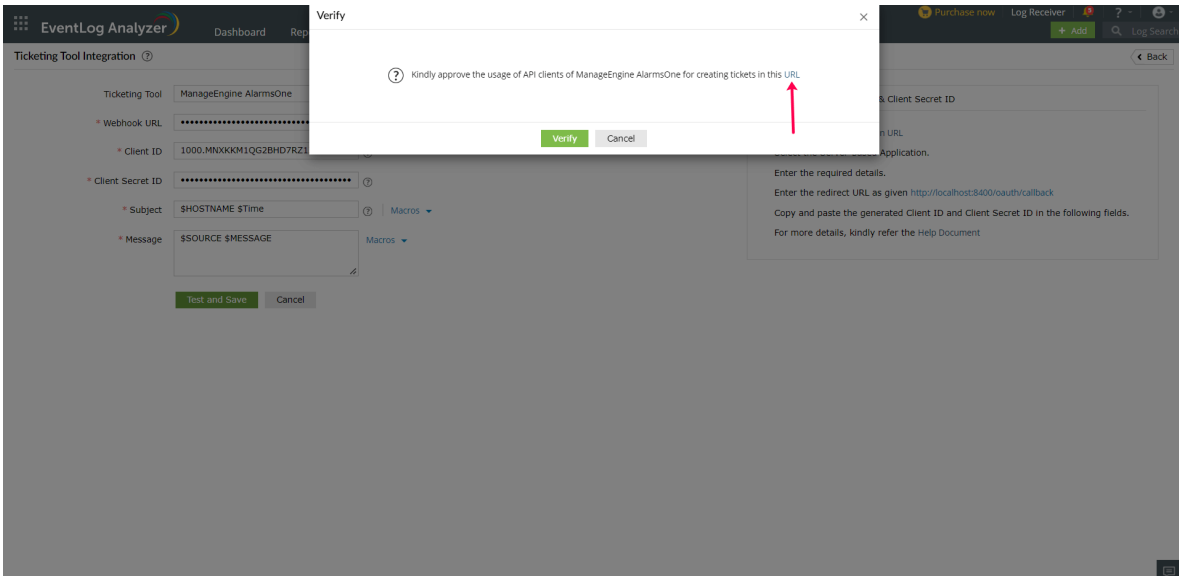 Verify
Purchase now
Log Receiver
EventLog Analyzer
Dashboard
Rep
+ Add
Log Search
Ticketing Tool Integration
Back
Kindly approve the usage of API clients of ManageEngine AlarmsOne for creating tickets in this URL
Verify
Cancel
Ticketing Tool
ManageEngine AlarmsOne
* Webhook URL
* Client ID
1000.MNXKKM1QG2BHD7RZ1
* Client Secret ID
* Subject
$HOSTNAME $Time
Macros
* Message
$SOURCE $MESSAGE
Macros
Test and Save
Cancel
& Client Secret ID
n URL
Application.
Enter the required details.
Enter the redirect URL as given http://localhost:8400/oauth/callback
Copy and paste the generated Client ID and Client Secret ID in the following fields.
For more details, kindly refer the Help Document